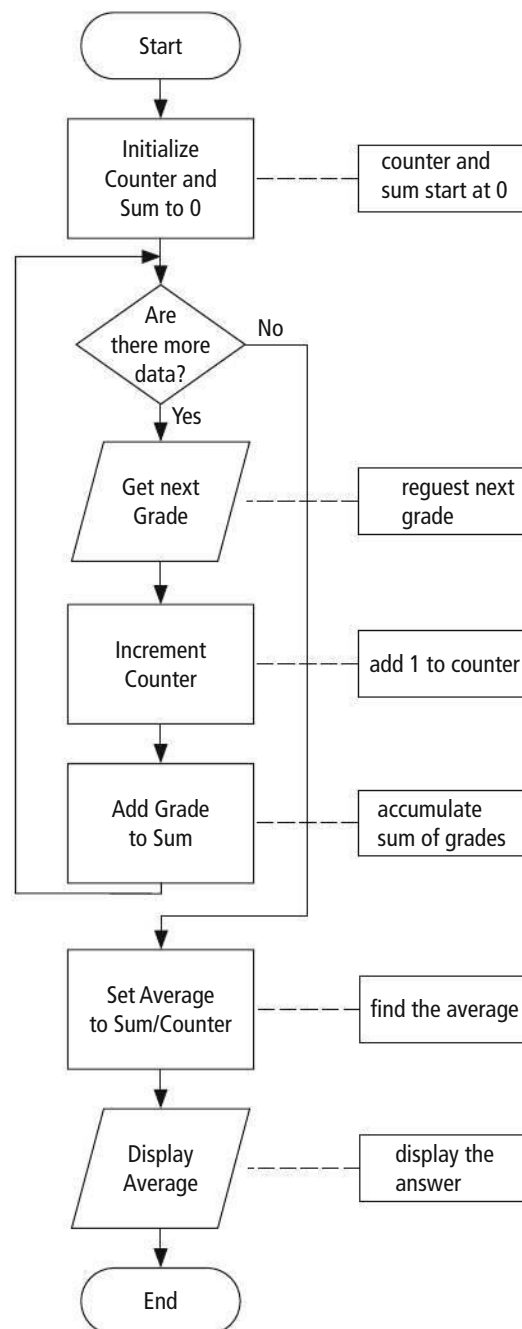 Start
Initialize
Counter and
Sum to 0
counter and
sum start at 0
Are
there more
data?
No
Yes
Get next
Grade
reguest next
grade
Increment
Counter
add 1 to counter
Add Grade
to Sum
accumulate
sum of grades
Set Average
to Sum/Counter
find the average
Display
Average
display the
answer
End